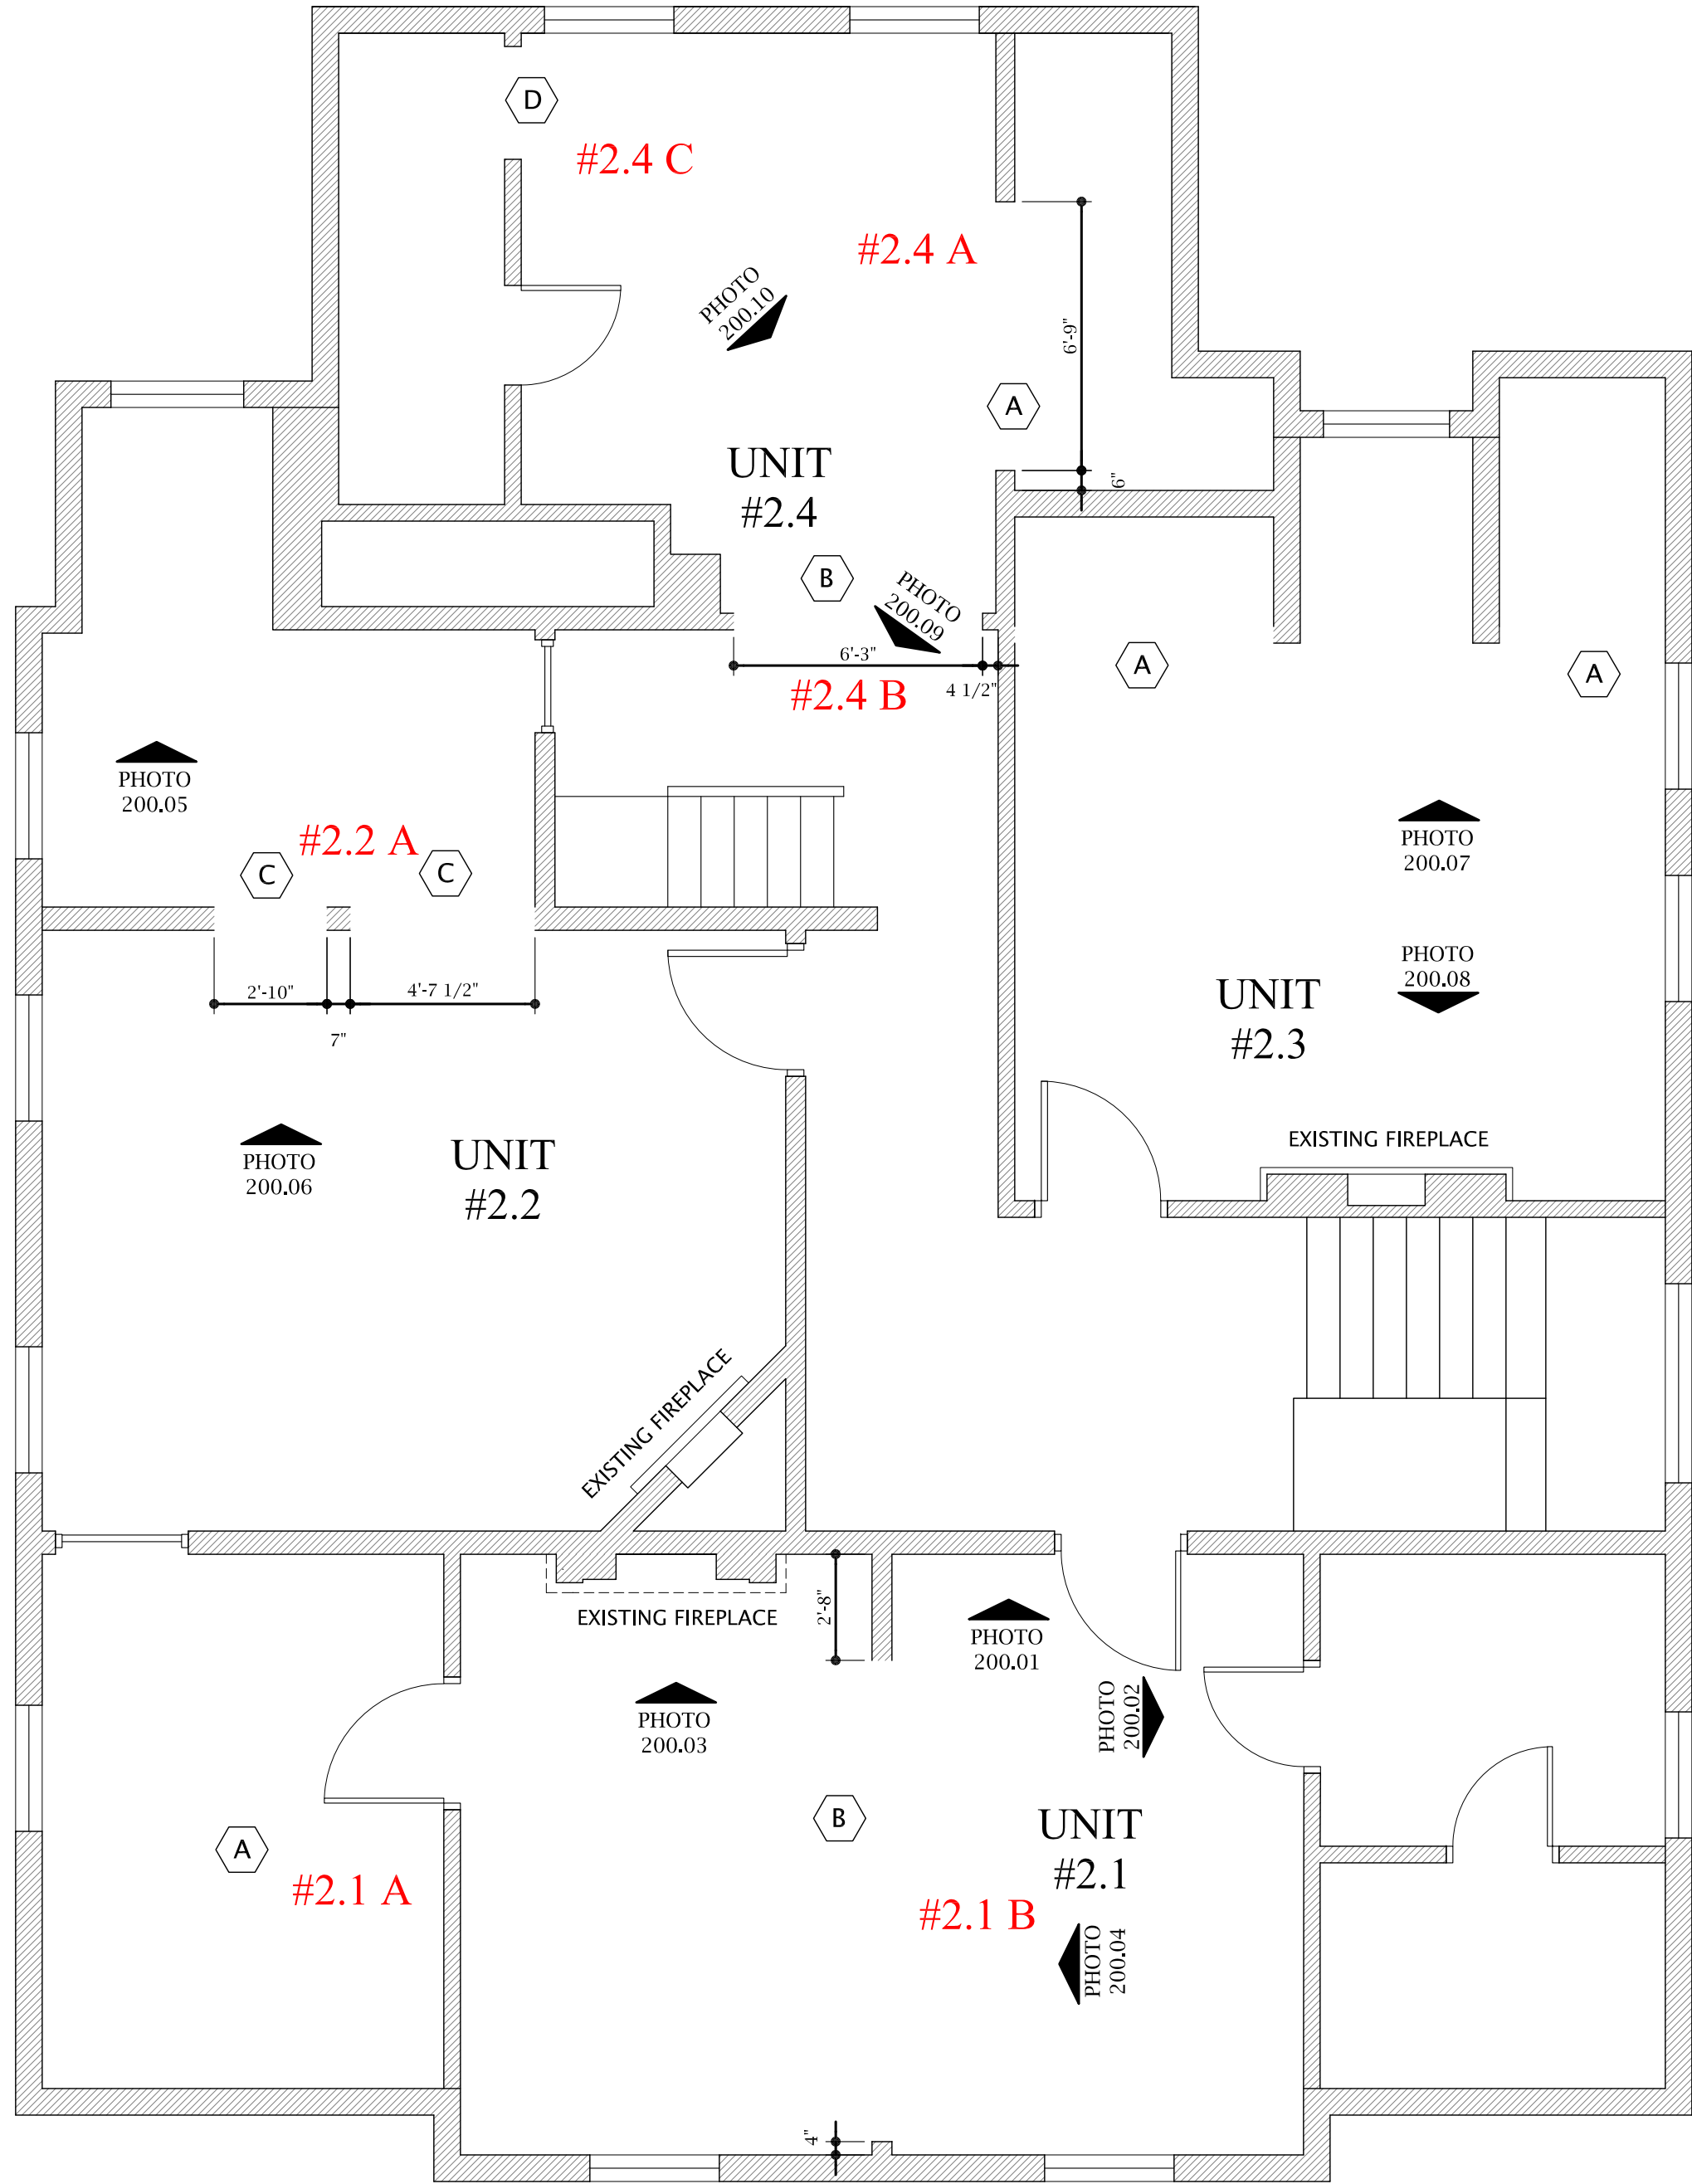 D
#2.4 C
#2.4 A
PHOTO
200.10
6'-9"
A
UNIT
#2.4
6"
B
PHOTO
200.09
6'-3"
4 1/2"
#2.4 B
A
A
PHOTO
200.05
#2.2 A
C
C
PHOTO
200.07
PHOTO
200.08
2'-10"
7"
4'-7 1/2"
UNIT
#2.3
EXISTING FIREPLACE
PHOTO
200.06
UNIT
#2.2
EXISTING FIREPLACE
EXISTING FIREPLACE
2'-8"
PHOTO
200.01
PHOTO
200.02
PHOTO
200.03
B
UNIT
#2.1
A
#2.1 A
#2.1 B
PHOTO
200.04
4"